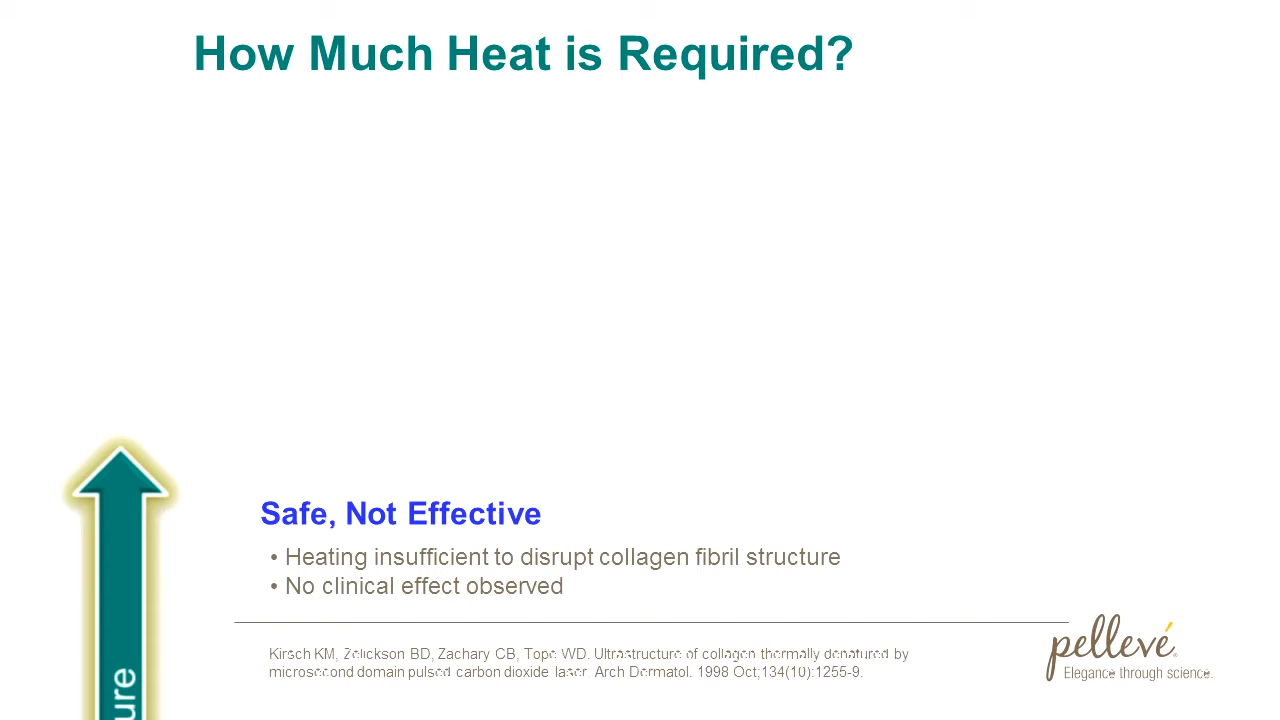 How Much Heat is Required?
Safe, Not Effective
• Heating insufficient to disrupt collagen fibril structure
• No clinical effect observed
Kirsch KM, Zelickson BD, Zachary CB, Tope WD. Ultrastructure of collagen thermally denatured by
microsecond domain pulsed carbon dioxide laser. Arch Dermatol. 1998 Oct;134(10):1255-9.
pellevé®
Elegance through science.
ure